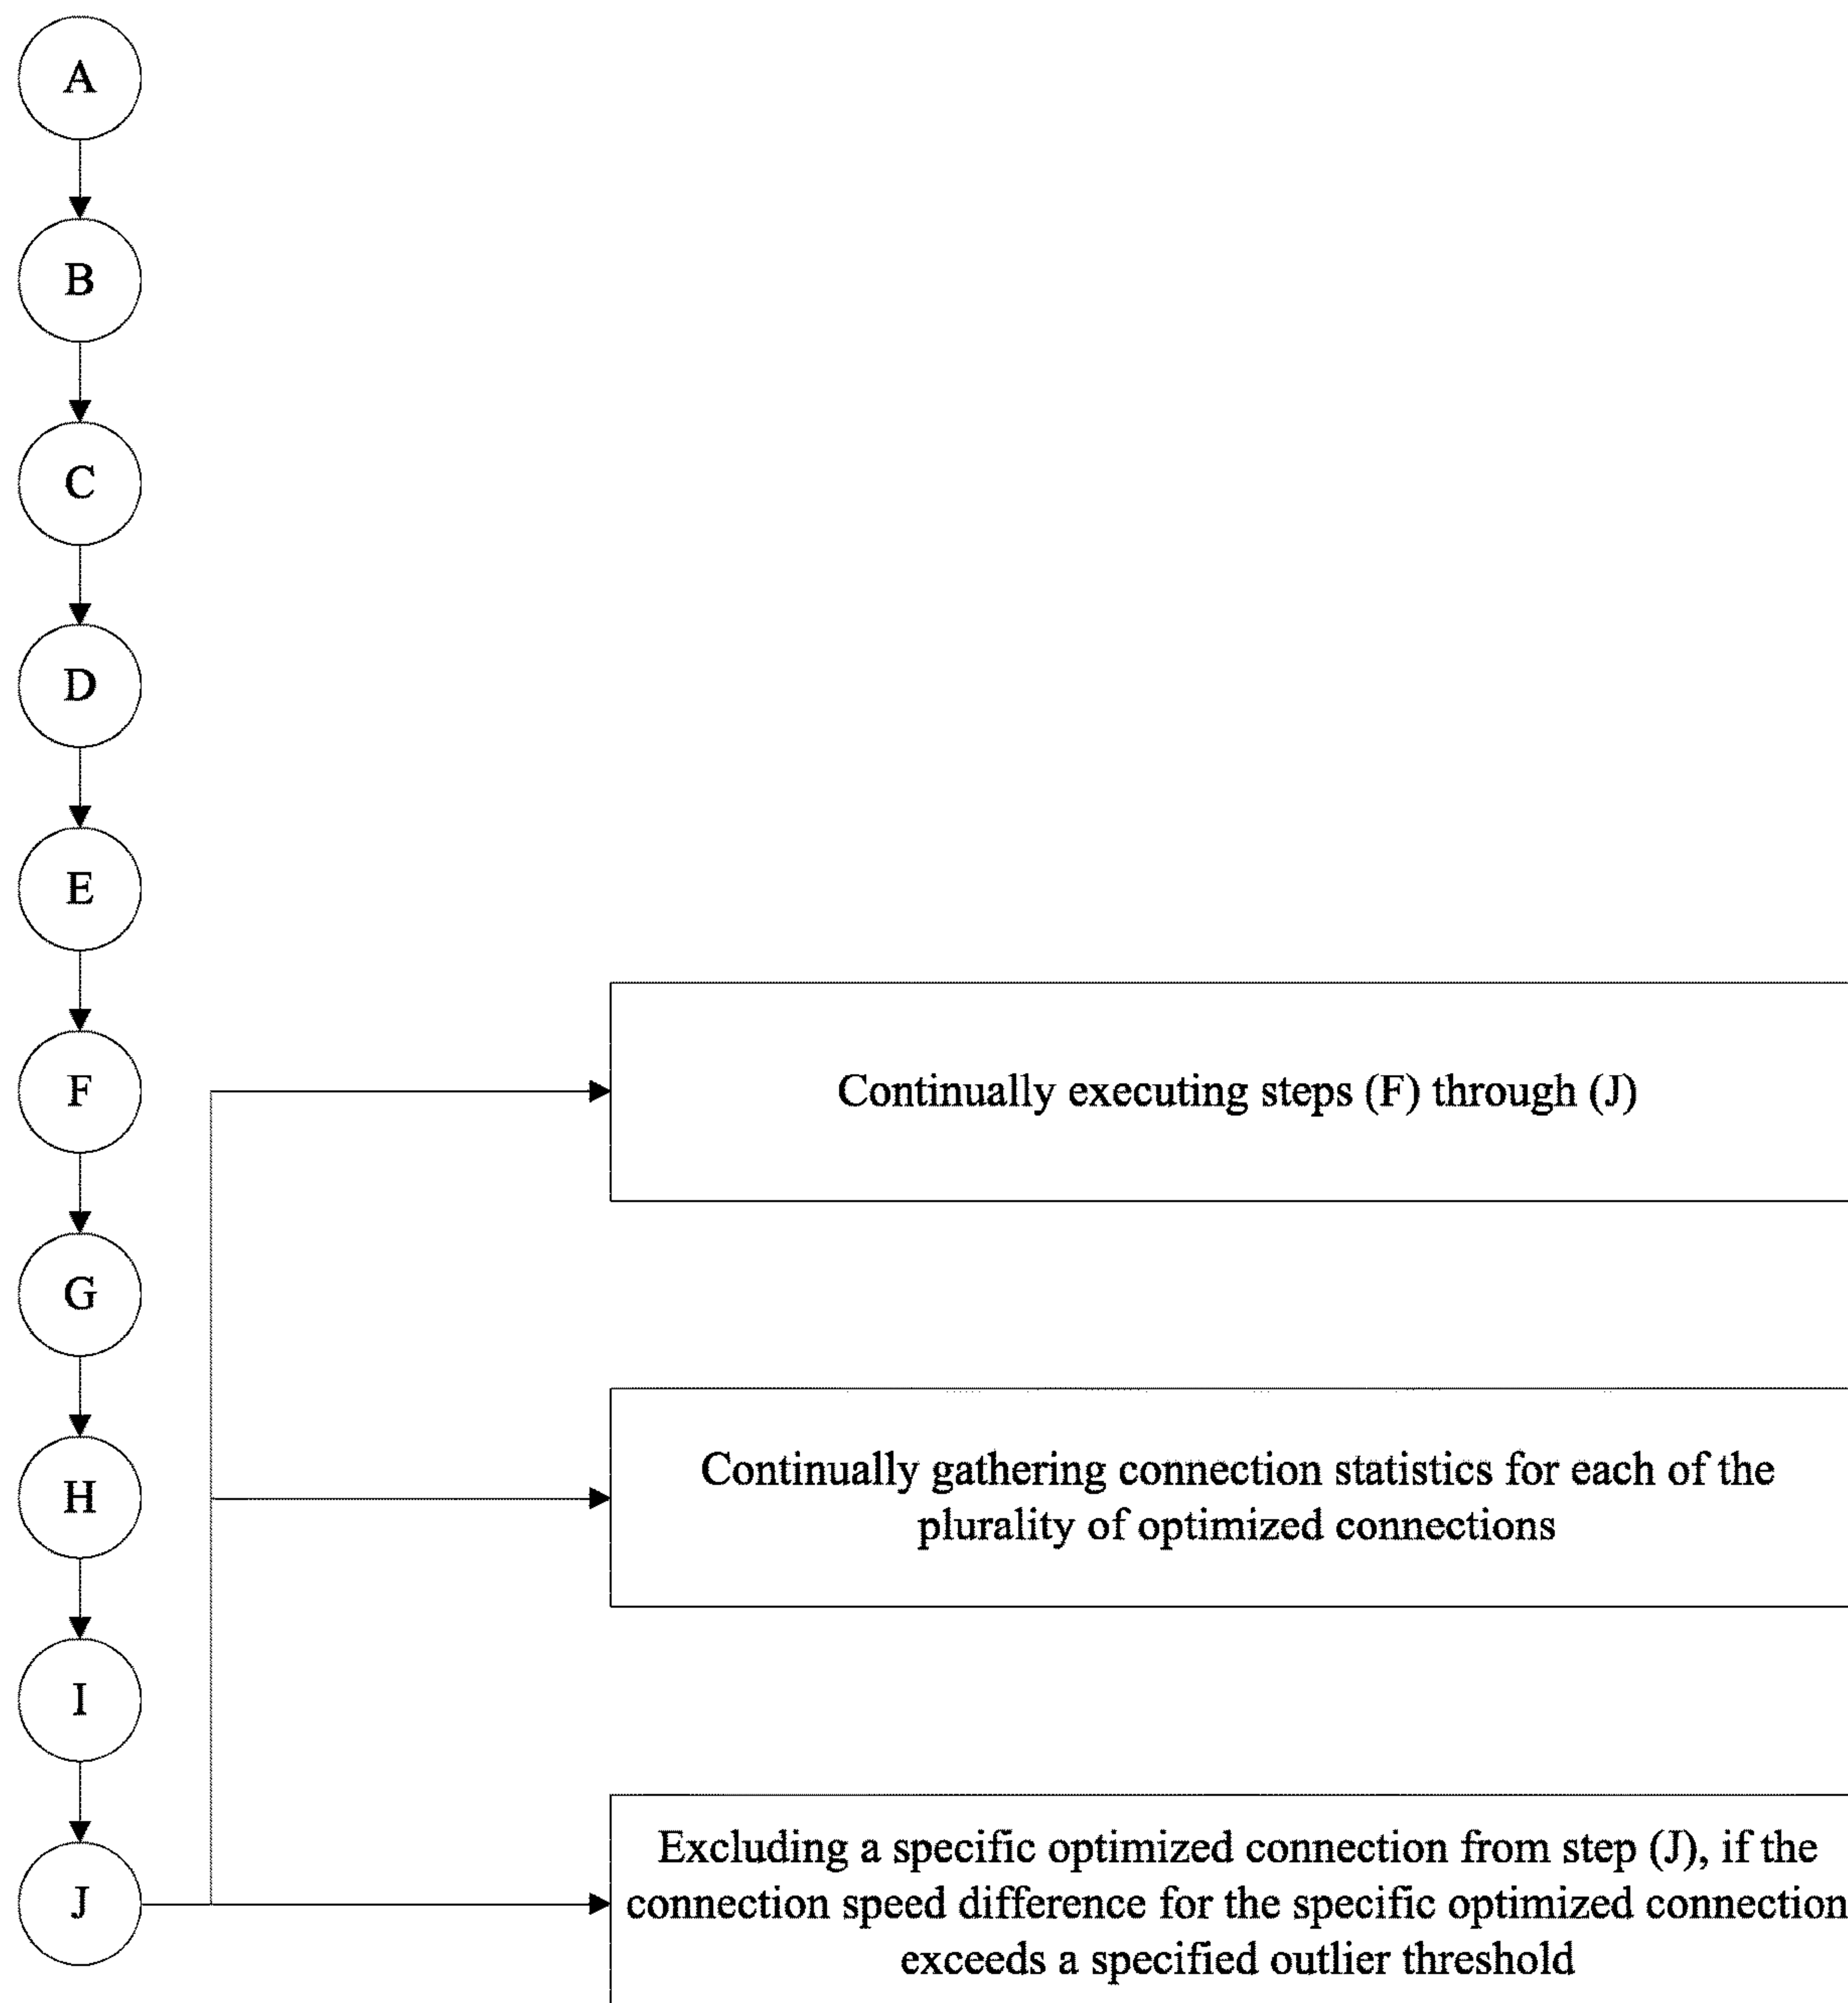 A
B
C
D
E
F
Continually executing steps (F) through (J)
G
H
Continually gathering connection statistics for each of the
plurality of optimized connections
I
J
Excluding a specific optimized connection from step (J), if the
connection speed difference for the specific optimized connection
exceeds a specified outlier threshold